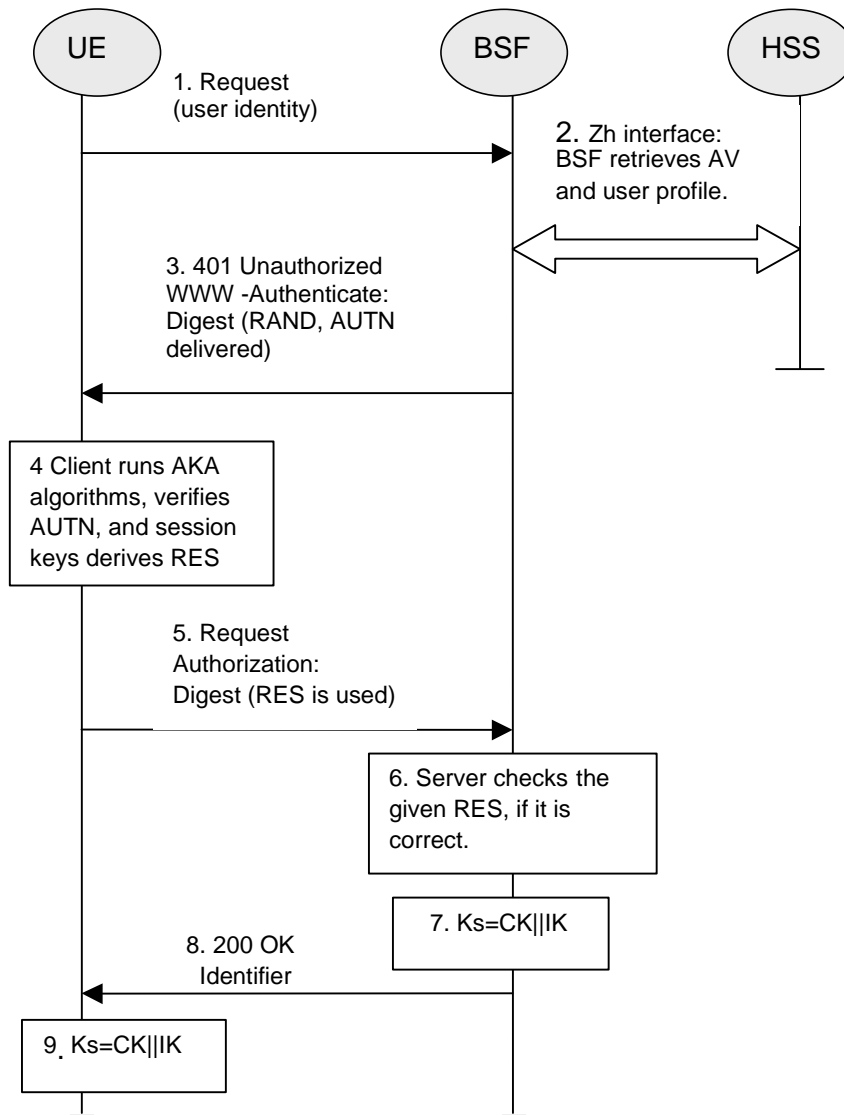 UE
BSF
HSS
1. Request
(user identity)
2. Zh interface:
BSF retrieves AV
and user profile.
3. 401 Unauthorized
WWW -Authenticate:
Digest (RAND, AUTN
delivered)
4 Client runs AKA
algorithms, verifies
AUTN, and session
keys derives RES
5. Request
Authorization:
Digest (RES is used)
6. Server checks the
given RES, if it is
correct.
7. Ks=CK||IK
8. 200 OK
Identifier
9. Ks=CK||IK